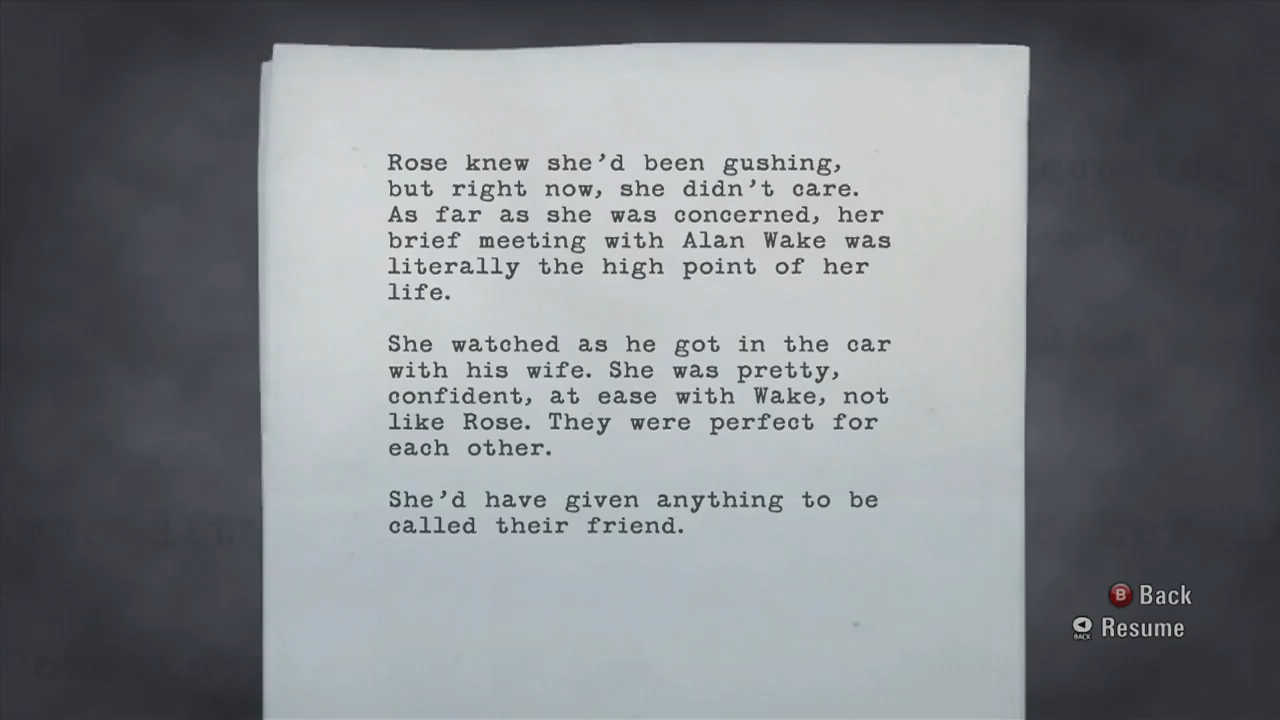 Rose knew she'd been gushing,
but right now, she didn't care.
As far as she was concerned, her
brief meeting with Alan Wake was
literally the high point of her
life.
She watched as he got in the car
with his wife. She was pretty,
confident, at ease with Wake, not
like Rose. They were perfect for
each other.
She'd have given anything to be
called their friend.
B Back
BACK Resume